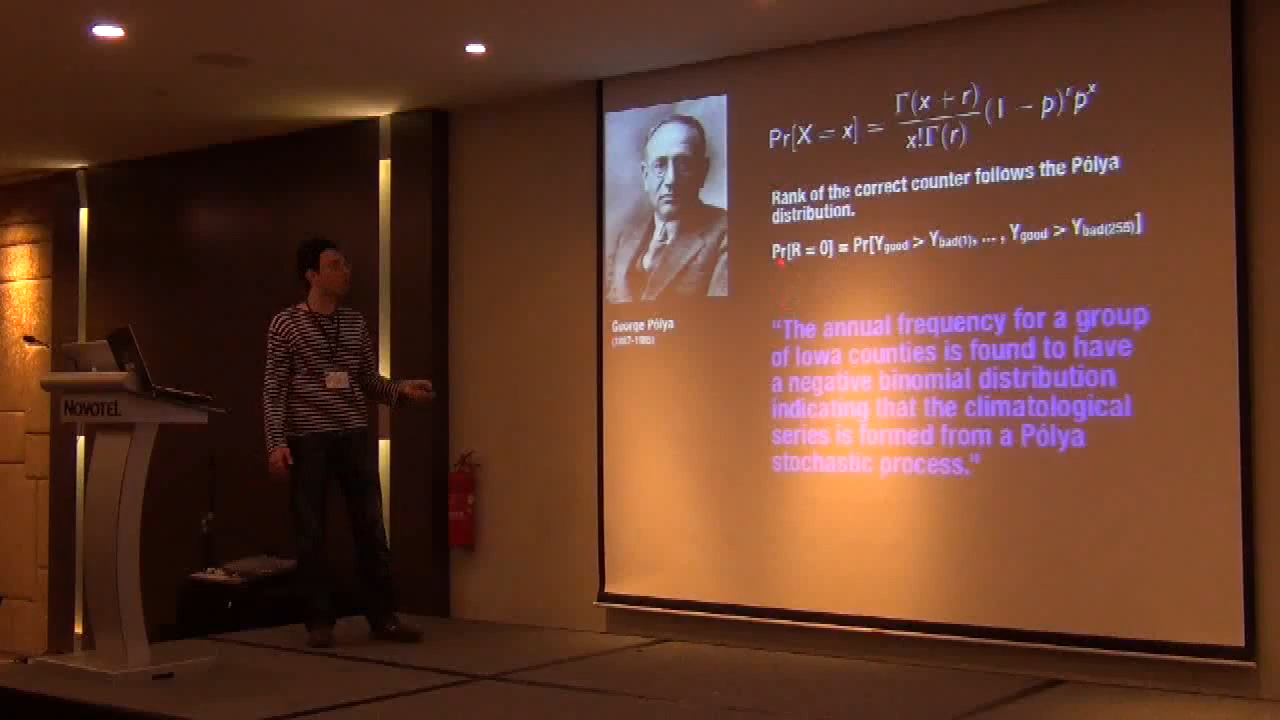 Pr[X = x] = Γ(x + r) / x!Γ(r) (1 − p)^r p^x
Rank of the correct counter follows the Pólya
distribution.
Pr[R = 0] = Pr[Y_good > Y_bad(1), ... , Y_good > Y_bad(255)]
George Pólya
(1887-1985)
"The annual frequency for a group
of Iowa counties is found to have
a negative binomial distribution
indicating that the climatological
series is formed from a Pólya
stochastic process."
NOVOTEL